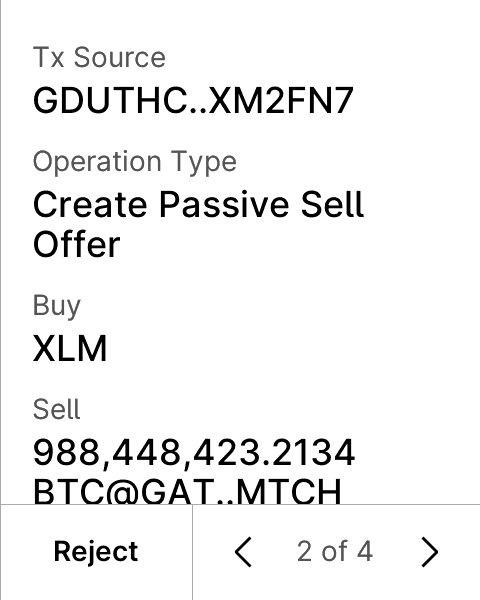 Tx Source
GDUTHC..XM2FN7
Operation Type
Create Passive Sell
Offer
Buy
XLM
Sell
988,448,423.2134
BTC@GAT..MTCH
Reject
2 of 4